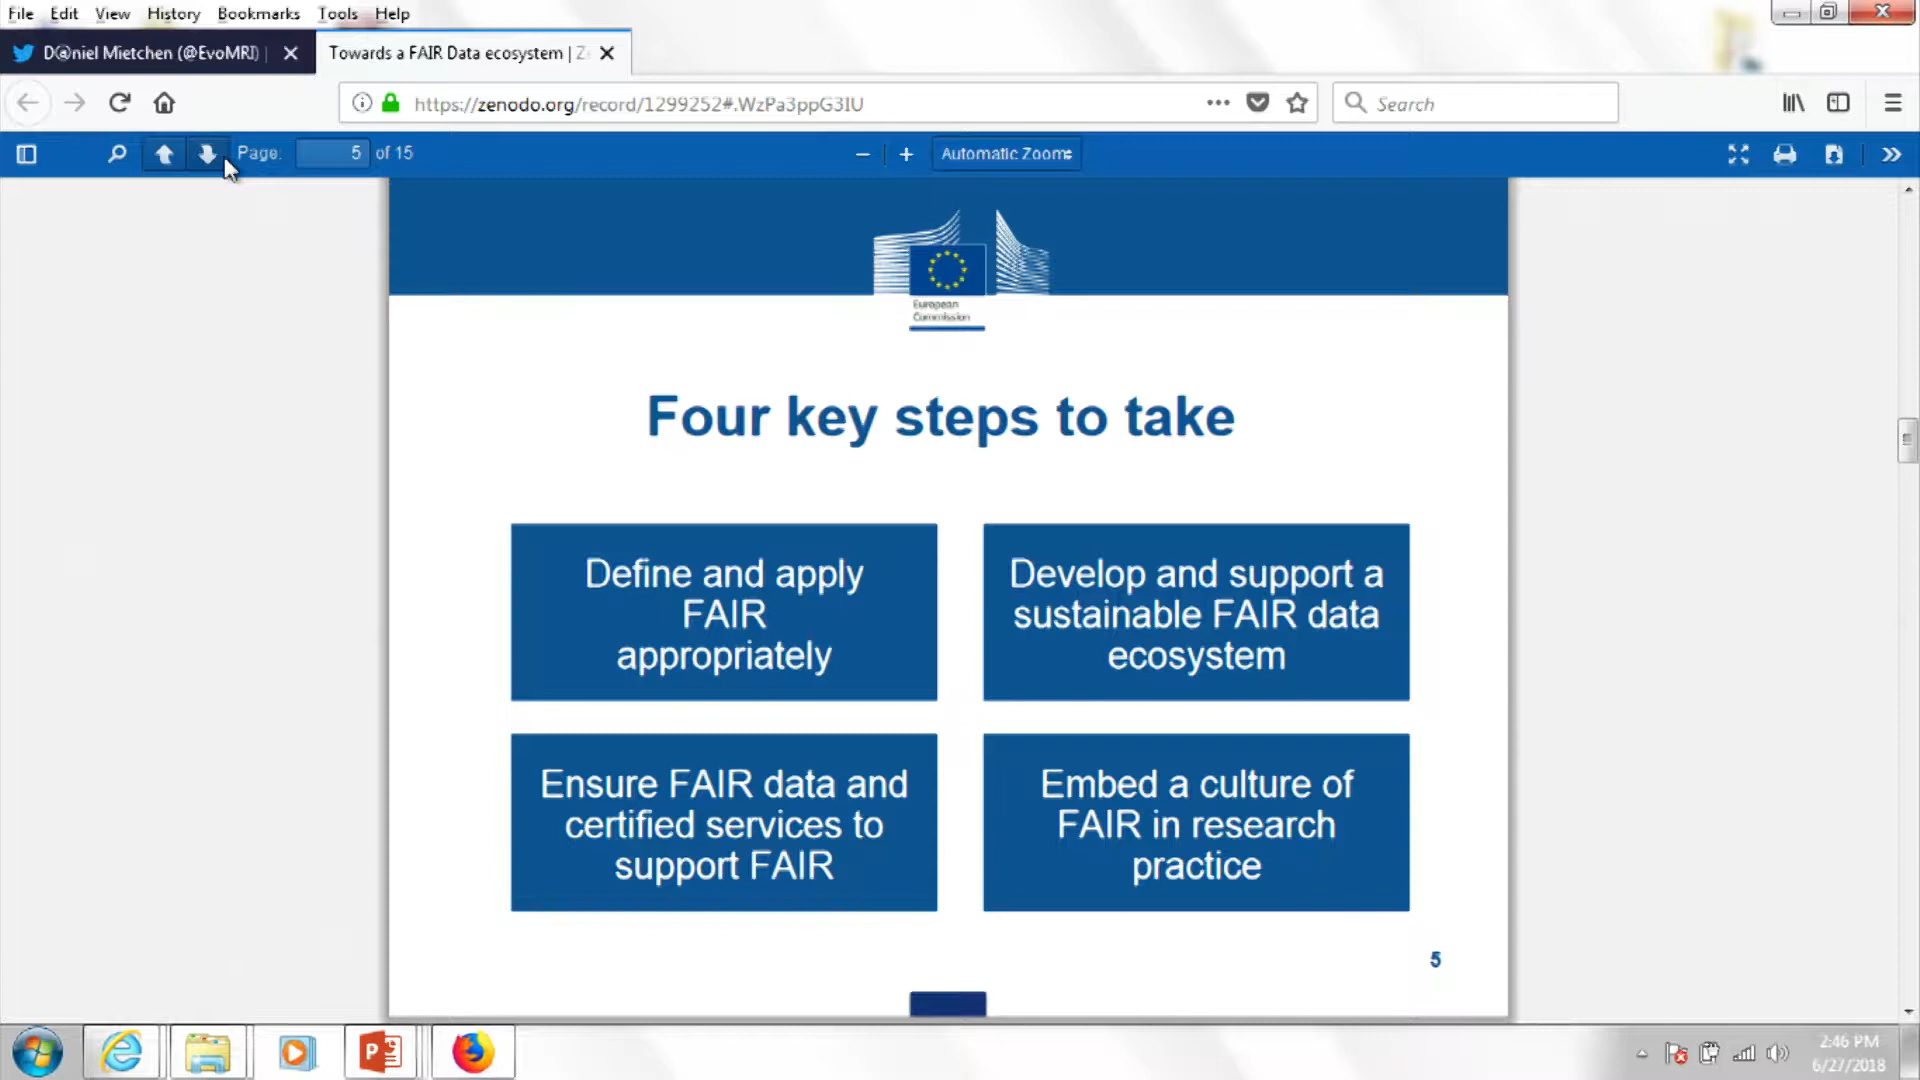 File Edit View History Bookmarks Tools Help
D@niel Mietchen (@EvoMRI) |
Towards a FAIR Data ecosystem | Z
https://zenodo.org/record/1299252#.WzPa3ppG3IU
Search
Page: 5 of 15
Automatic Zoom
European
Commission
Four key steps to take
Define and apply
FAIR
appropriately
Develop and support a
sustainable FAIR data
ecosystem
Ensure FAIR data and
certified services to
support FAIR
Embed a culture of
FAIR in research
practice
5
2:46 PM
6/27/2018